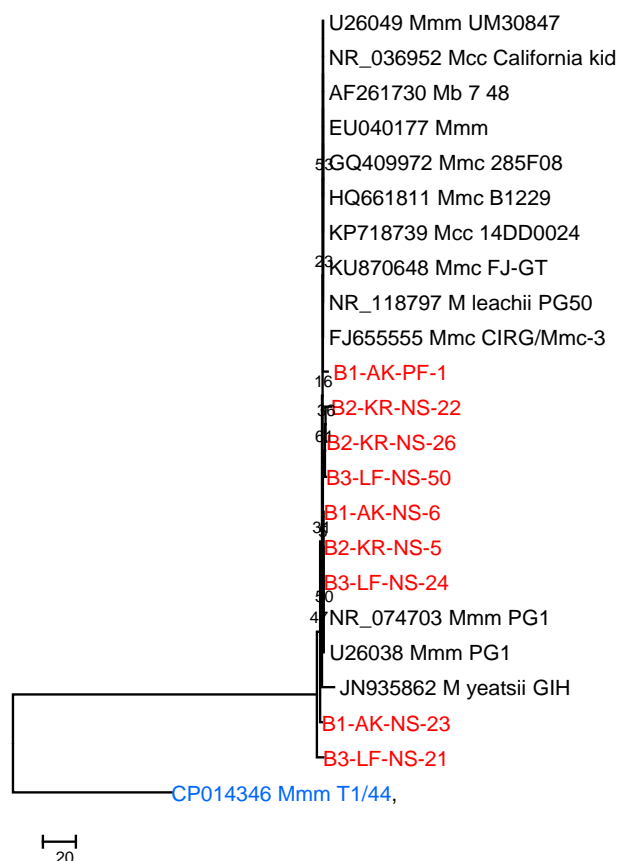 U26049 Mmm UM30847
NR_036952 Mcc California kid
AF261730 Mb 7 48
EU040177 Mmm
53
GQ409972 Mmc 285F08
HQ661811 Mmc B1229
KP718739 Mcc 14DD0024
23
KU870648 Mmc FJ-GT
NR_118797 M leachii PG50
FJ655555 Mmc CIRG/Mmc-3
B1-AK-PF-1
16
B2-KR-NS-22
B2-KR-NS-26
B3-LF-NS-50
B1-AK-NS-6
31
B2-KR-NS-5
B3-LF-NS-24
50
NR_074703 Mmm PG1
U26038 Mmm PG1
JN935862 M yeatsii GIH
B1-AK-NS-23
B3-LF-NS-21
CP014346 Mmm T1/44,
20